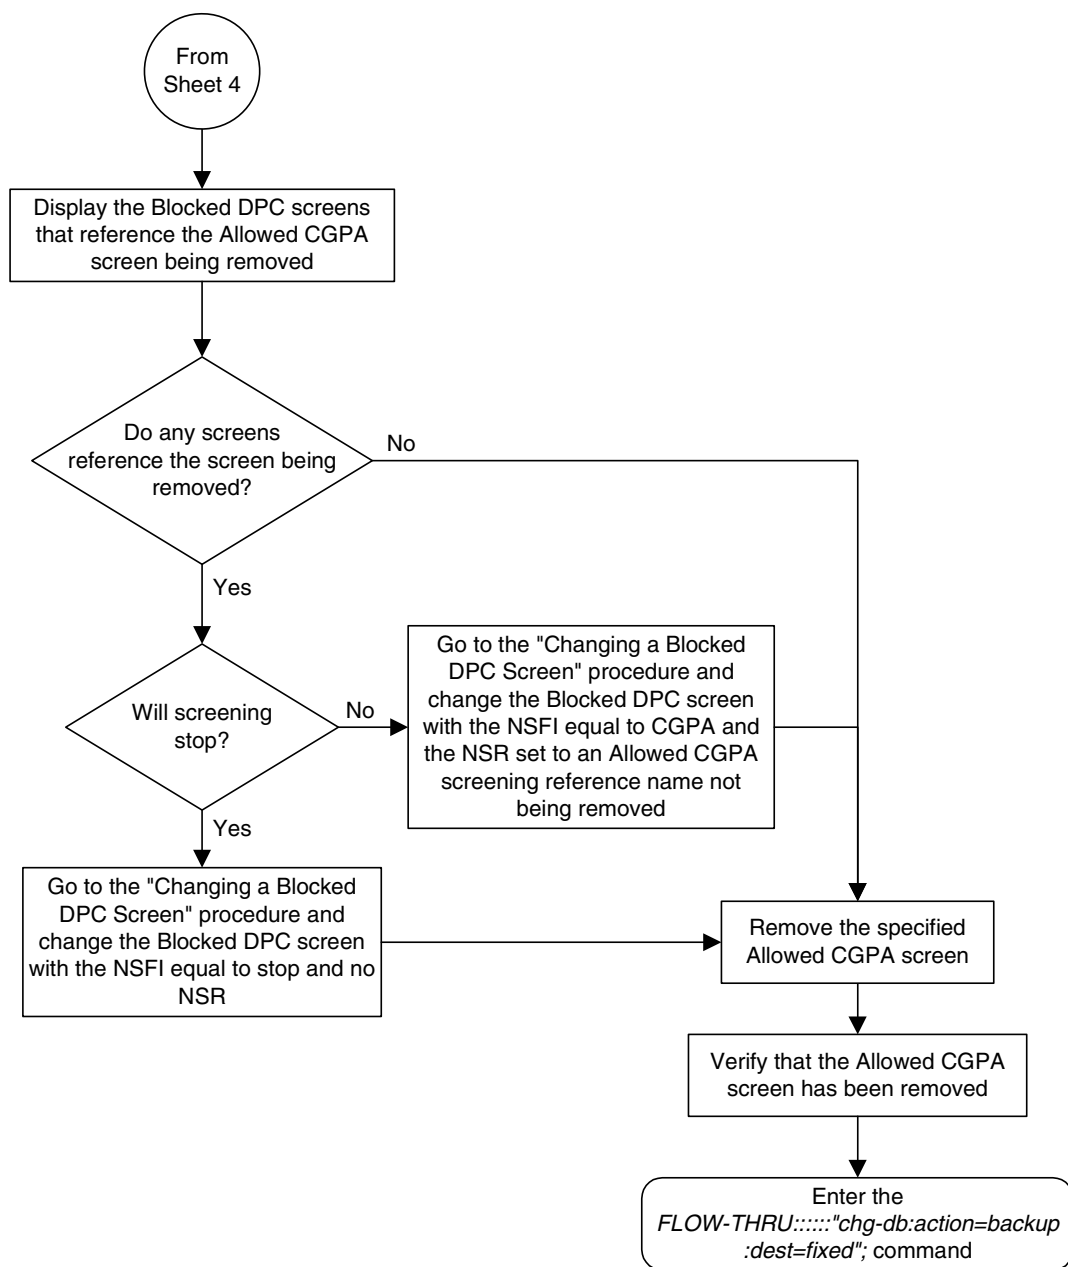 From
Sheet 4
Display the Blocked DPC screens
that reference the Allowed CGPA
screen being removed
Do any screens
reference the screen being
removed?
No
Yes
Will screening
stop?
No
Go to the "Changing a Blocked
DPC Screen" procedure and
change the Blocked DPC screen
with the NSFI equal to CGPA and
the NSR set to an Allowed CGPA
screening reference name not
being removed
Yes
Go to the "Changing a Blocked
DPC Screen" procedure and
change the Blocked DPC screen
with the NSFI equal to stop and no
NSR
Remove the specified
Allowed CGPA screen
Verify that the Allowed CGPA
screen has been removed
Enter the
FLOW-THRU::::::"chg-db:action=backup
:dest=fixed"; command